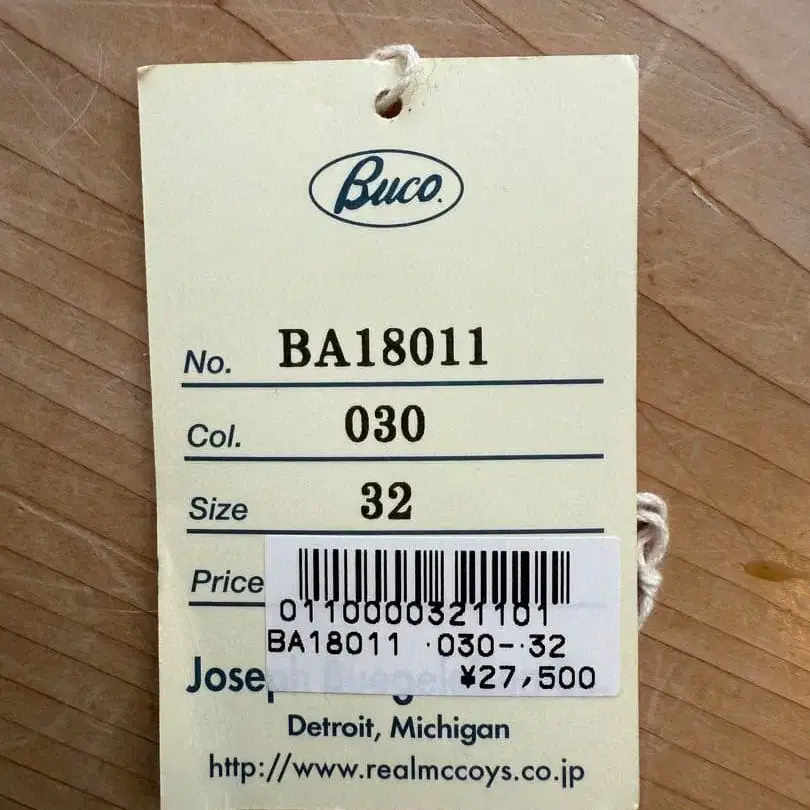 Buco.
No. BA18011
Col. 030
Size 32
Price
0110000321101
BA18011 ·030-·32
¥27,500
Joseph
Detroit, Michigan
http://www.realmccoys.co.jp